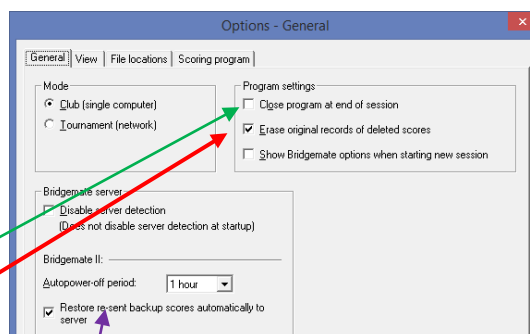 Options - General
x
General View File locations Scoring program
Mode
Club (single computer)
Tournament (network)
Program settings
Close program at end of session
Erase original records of deleted scores
Show Bridgemate options when starting new session
Bridgemate server
Disable server detection
(Does not disable server detection at startup)
Bridgemate II:
Autopower-off period: 1 hour
Restore re-sent backup scores automatically to
server